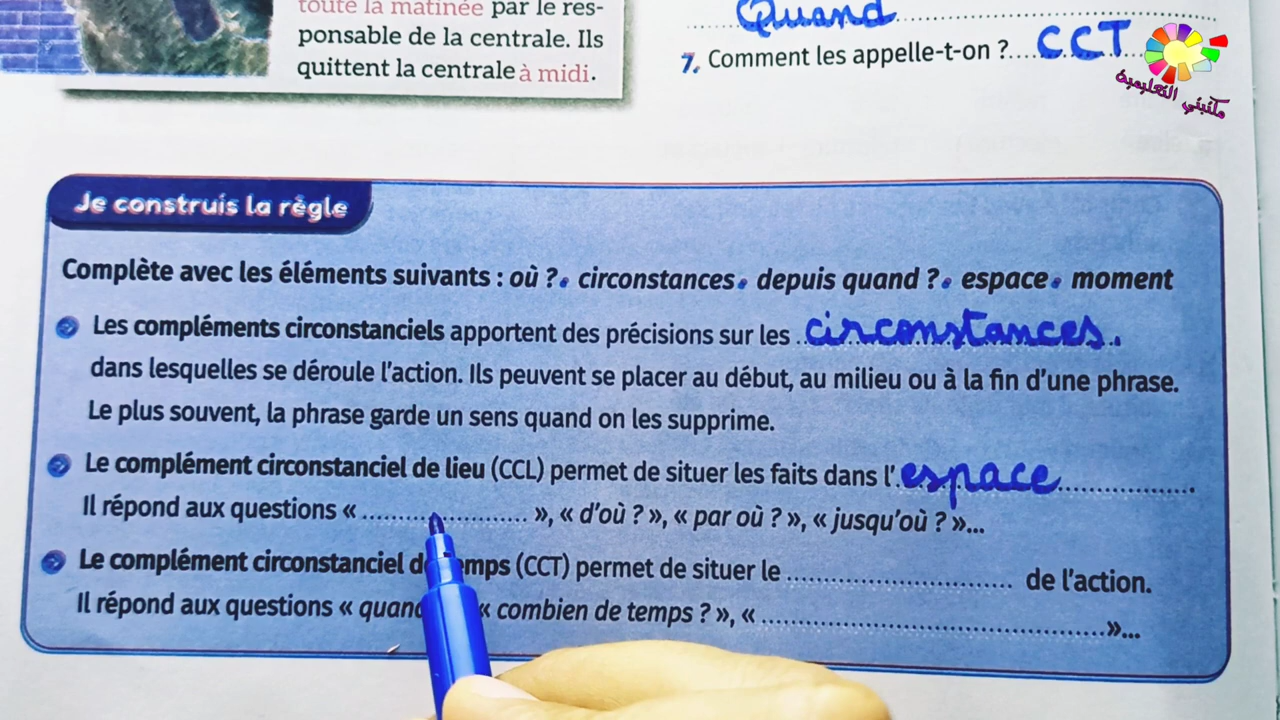 toute la matinée par le res-
ponsable de la centrale. Ils
quittent la centrale à midi.
Quand
7. Comment les appelle-t-on ?....CCT
مكتبتي التعليمية
Je construis la règle
Complète avec les éléments suivants : où ? • circonstances • depuis quand ? • espace • moment
Les compléments circonstanciels apportent des précisions sur les circonstances.
dans lesquelles se déroule l'action. Ils peuvent se placer au début, au milieu ou à la fin d'une phrase.
Le plus souvent, la phrase garde un sens quand on les supprime.
Le complément circonstanciel de lieu (CCL) permet de situer les faits dans l'espace..................
Il répond aux questions « ........................ », « d'où ? », « par où ? », « jusqu'où ? »...
Le complément circonstanciel de temps (CCT) permet de situer le ................................ de l'action.
Il répond aux questions « quand « combien de temps ? », « ................................................ »...